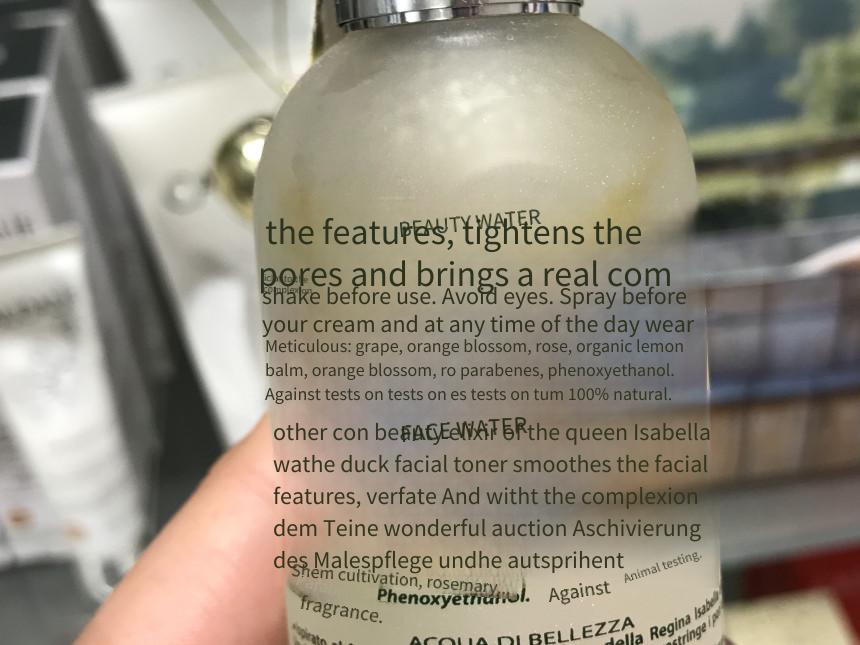 BEAUTY WATER
the features, tightens the
pores and brings a real com
complexion
shake before use. Avoid eyes. Spray before
your cream and at any time of the day wear
Meticulous: grape, orange blossom, rose, organic lemon
balm, orange blossom, ro parabenes, phenoxyethanol.
Against tests on tests on es tests on tum 100% natural.
FACE WATER
other con beauty elixir of the queen Isabella
wathe duck facial toner smoothes the facial
features, verfate And witht the complexion
dem Teine wonderful auction Aschivierung
des Malespflege undhe autsprihent
Shem cultivation, rosemary
Phenoxyethanol. Against Animal testing.
fragrance.
ACQUA DI BELLEZZA
della Regina Isabella